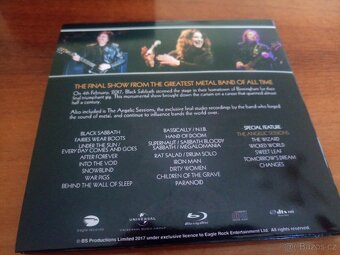 THE FINAL SHOW FROM THE GREATEST METAL BAND OF ALL TIME
On 4th February, 2017, Black Sabbath stormed the stage in their hometown of Birmingham for their
final triumphant gig. This monumental show brought down the curtain on a career that spanned almost
half a century.
Also included is The Angelic Sessions, the exclusive final studio recordings by the band who forged
the sound of metal, and continue to influence bands the world over.
BLACK SABBATH
FAIRIES WEAR BOOTS
UNDER THE SUN /
EVERY DAY COMES AND GOES
AFTER FOREVER
INTO THE VOID
SNOWBLIND
WAR PIGS
BEHIND THE WALL OF SLEEP
BASICALLY / N.I.B.
HAND OF DOOM
SUPERNAUT / SABBATH BLOODY
SABBATH / MEGALOMANIA
RAT SALAD / DRUM SOLO
IRON MAN
DIRTY WOMEN
CHILDREN OF THE GRAVE
PARANOID
SPECIAL FEATURE
THE ANGELIC SESSIONS
THE WIZARD
WICKED WORLD
SWEET LEAF
TOMORROW'S DREAM
CHANGES
UNIVERSAL
dts
© BS Productions Limited 2017 under exclusive licence to Eagle Rock Entertainment Ltd.
All rights reserved.